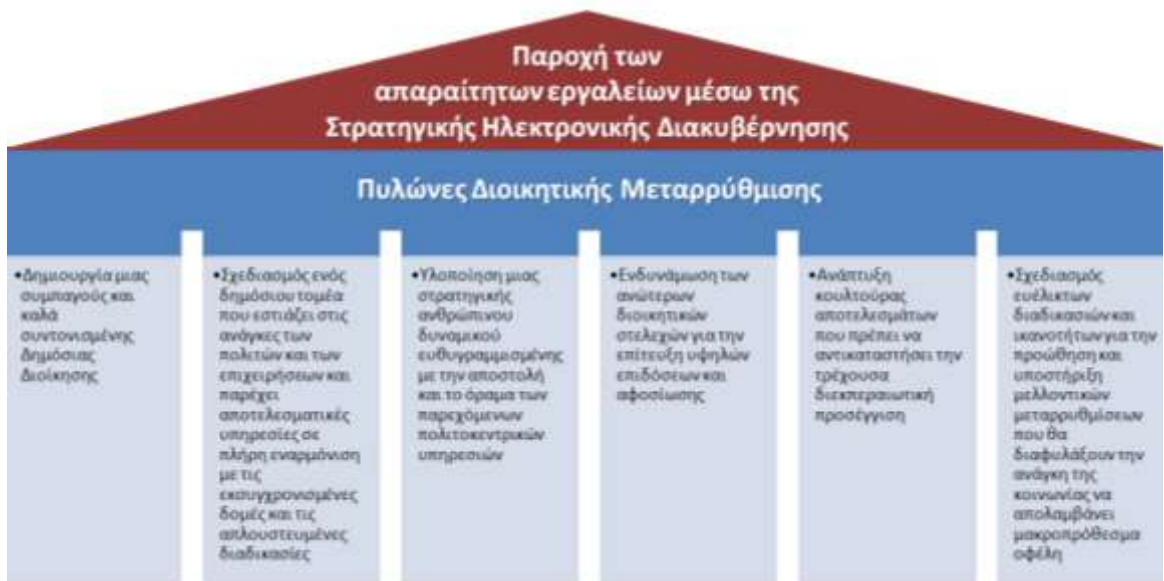 Παροχή των
απαραίτητων εργαλείων μέσω της
Στρατηγικής Ηλεκτρονικής Διακυβέρνησης
Πυλώνες Διοικητικής Μεταρρύθμισης
•Δημιουργία μιας
συμπαγούς και
καλά
συντονισμένης
Δημόσιας
Διοίκησης
•Σχεδιασμός ενός
δημόσιου τομέα
που εστιάζει στις
ανάγκες των
πολιτών και των
επιχειρήσεων και
παρέχει
αποτελεσματικές
υπηρεσίες σε
πλήρη εναρμόνιση
με τις
εκσυγχρονισμένες
δομές και τις
απλουστευμένες
διαδικασίες
•Υλοποίηση μιας
στρατηγικής
ανθρώπινου
δυναμικού
ευθυγραμμισμένης
με την αποστολή
και το όραμα των
παρεχόμενων
πολιτοκεντρικών
υπηρεσιών
•Ενδυνάμωση των
ανώτερων
διοικητικών
στελεχών για την
επίτευξη υψηλών
επιδόσεων και
αφοσίωσης
•Ανάπτυξη
κουλτούρας
αποτελεσμάτων
που πρέπει να
αντικαταστήσει την
τρέχουσα
διεκπεραιωτική
προσέγγιση
•Σχεδιασμός
ευέλικτων
διαδικασιών και
ικανοτήτων για την
προώθηση και
υποστήριξη
μελλοντικών
μεταρρυθμίσεων
που θα
διαφυλάξουν την
ανάγκη της
κοινωνίας να
απολαμβάνει
μακροπρόθεσμα
οφέλη